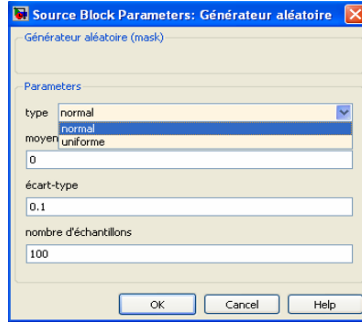 Source Block Parameters: Générateur aléatoire
Générateur aléatoire (mask)
Parameters
type normal
normal
uniforme
moyen
0
écart-type
0.1
nombre d'échantillons
100
OK Cancel Help